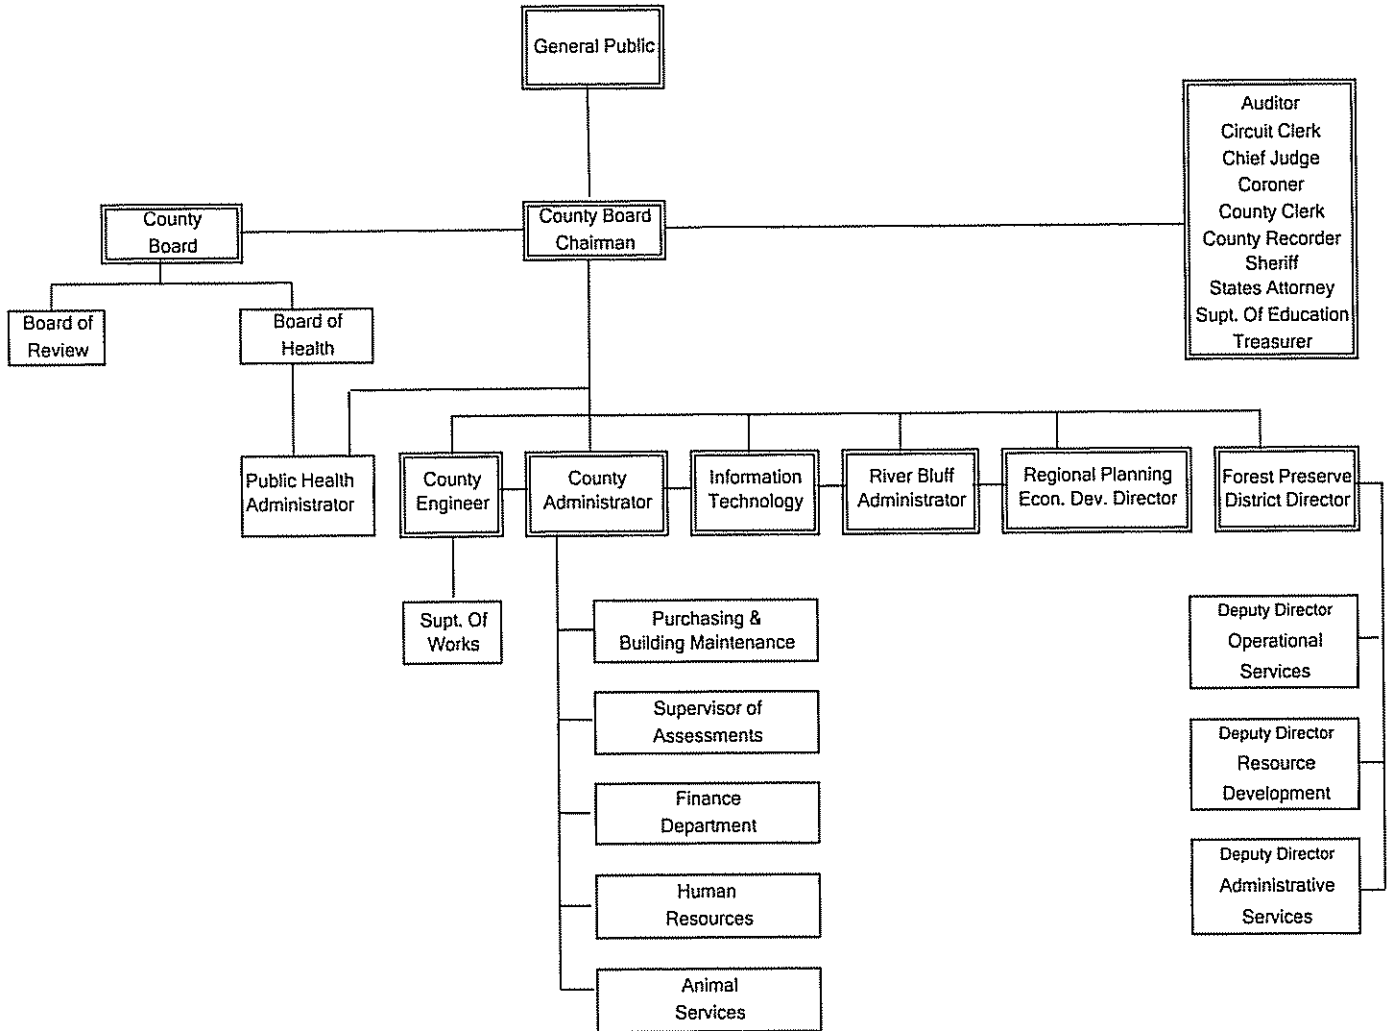 General Public
Auditor
Circuit Clerk
Chief Judge
Coroner
County Clerk
County Recorder
Sheriff
States Attorney
Supt. Of Education
Treasurer
County
Board
County Board
Chairman
Board of
Review
Board of
Health
Public Health
Administrator
County
Engineer
County
Administrator
Information
Technology
River Bluff
Administrator
Regional Planning
Econ. Dev. Director
Forest Preserve
District Director
Supt. Of
Works
Purchasing &
Building Maintenance
Supervisor of
Assessments
Finance
Department
Human
Resources
Animal
Services
Deputy Director
Operational
Services
Deputy Director
Resource
Development
Deputy Director
Administrative
Services